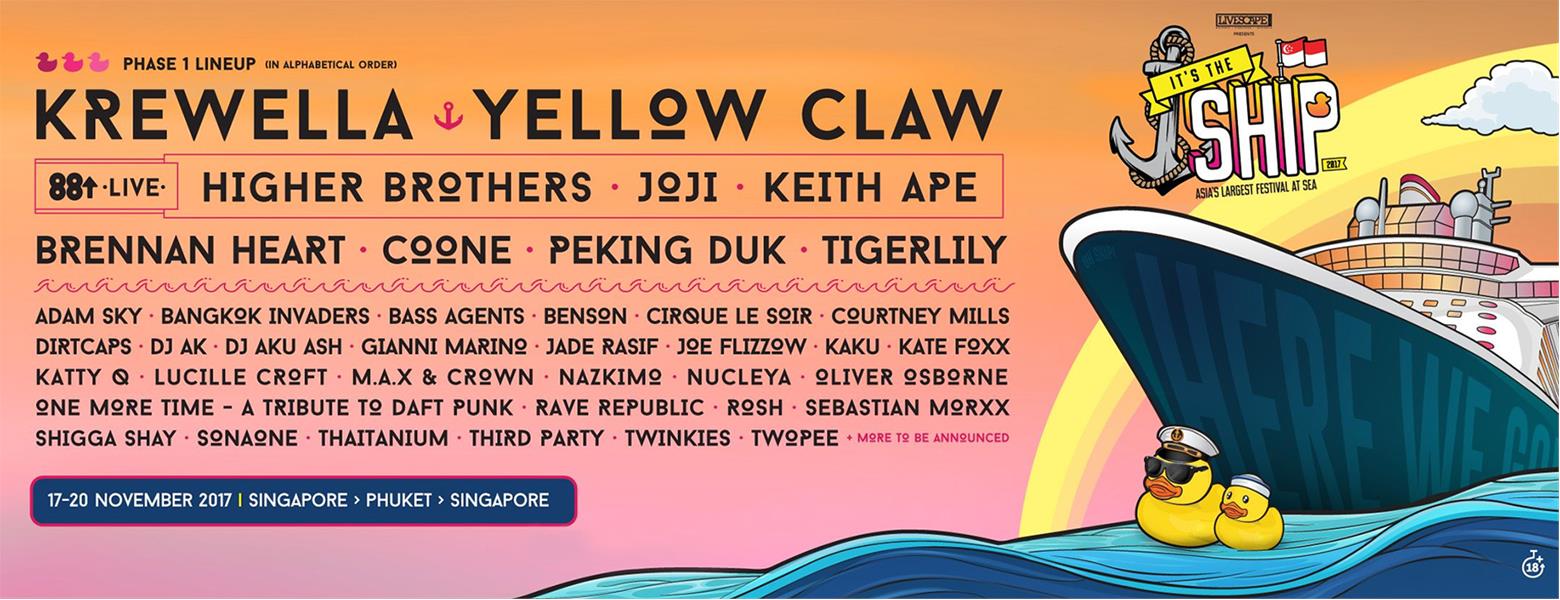 PHASE 1 LINEUP (IN ALPHABETICAL ORDER)
KREWELLA YELLOW CLAW
88↑ ·LIVE· HIGHER BROTHERS · JOJI · KEITH APE
BRENNAN HEART · COONE · PEKING DUK · TIGERLILY
ADAM SKY · BANGKOK INVADERS · BASS AGENTS · BENSON · CIRQUE LE SOIR · COURTNEY MILLS
DIRTCAPS · DJ AK · DJ AKU ASH · GIANNI MARINO · JADE RASIF · JOE FLIZZOW · KAKU · KATE FOXX
KATTY Q · LUCILLE CROFT · M.A.X & CROWN · NAZKIMO · NUCLEYA · OLIVER OSBORNE
ONE MORE TIME - A TRIBUTE TO DAFT PUNK · RAVE REPUBLIC · ROSH · SEBASTIAN MORXX
SHIGGA SHAY · SONAONE · THAITANIUM · THIRD PARTY · TWINKIES · TWOPEE + MORE TO BE ANNOUNCED
17-20 NOVEMBER 2017 | SINGAPORE > PHUKET > SINGAPORE
LIVESCAPE
PRESENTS
IT'S THE
SHIP
2017
ASIA'S LARGEST FESTIVAL AT SEA
HERE WE GO
T+
18